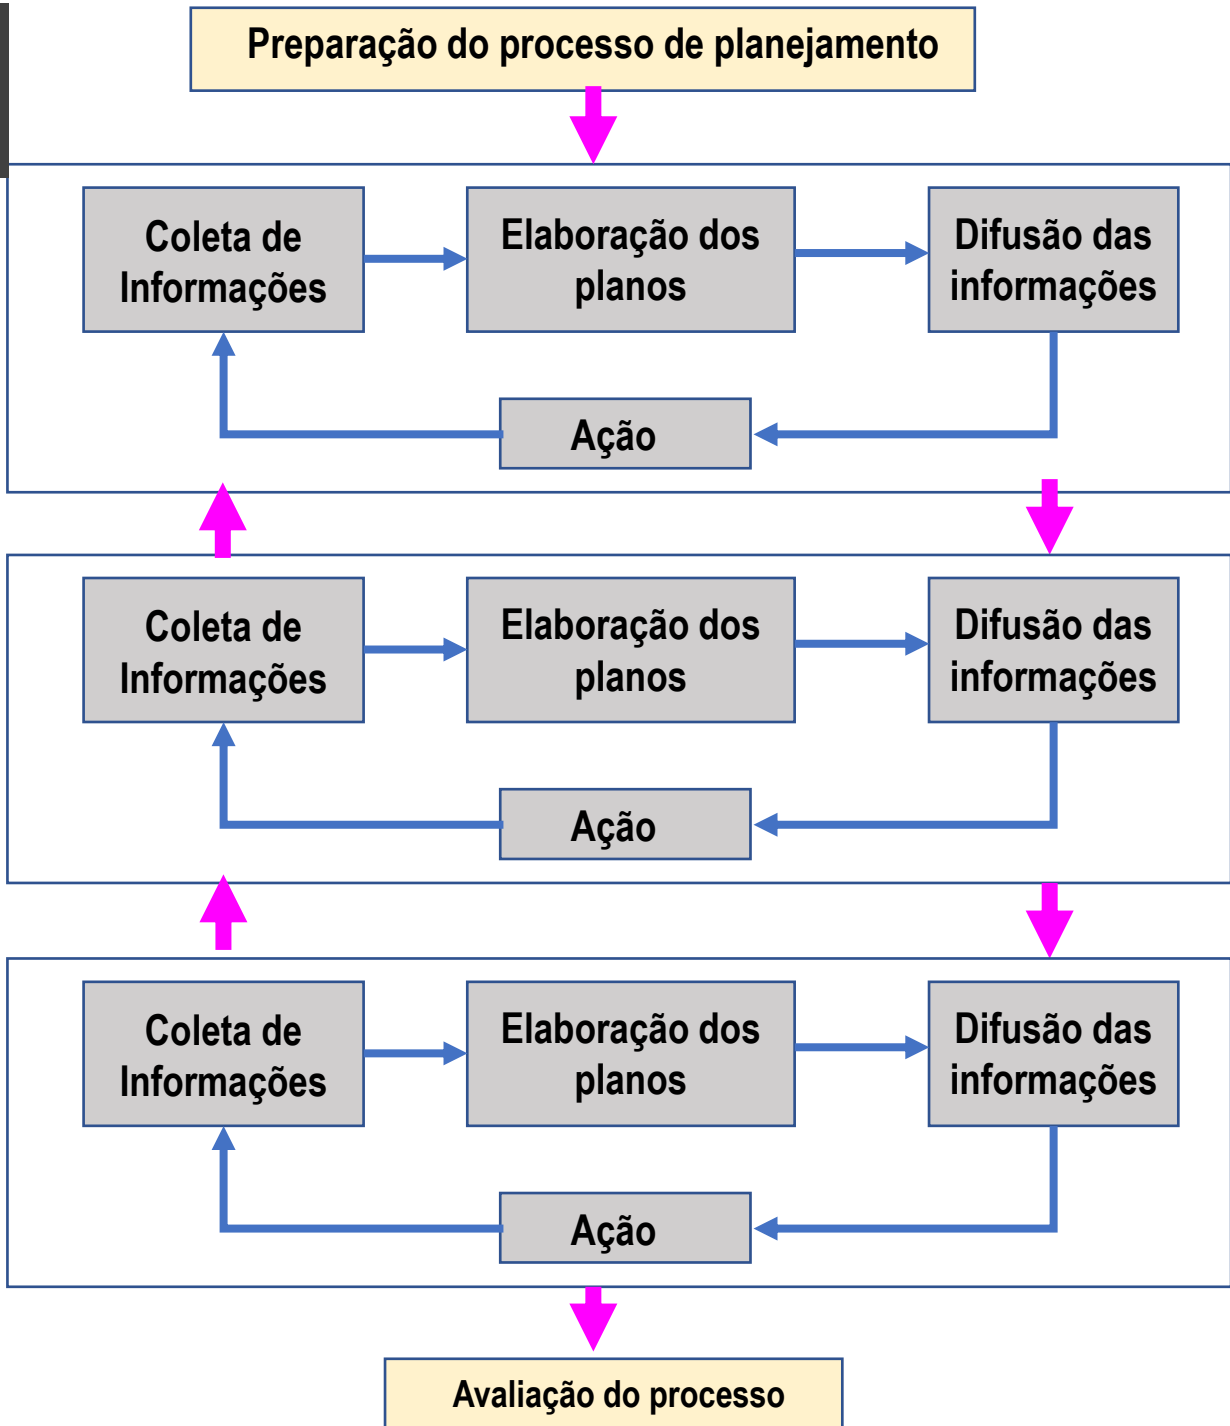 Preparação do processo de planejamento
Coleta de
Informações
Elaboração dos
planos
Difusão das
informações
Ação
Coleta de
Informações
Elaboração dos
planos
Difusão das
informações
Ação
Coleta de
Informações
Elaboração dos
planos
Difusão das
informações
Ação
Avaliação do processo